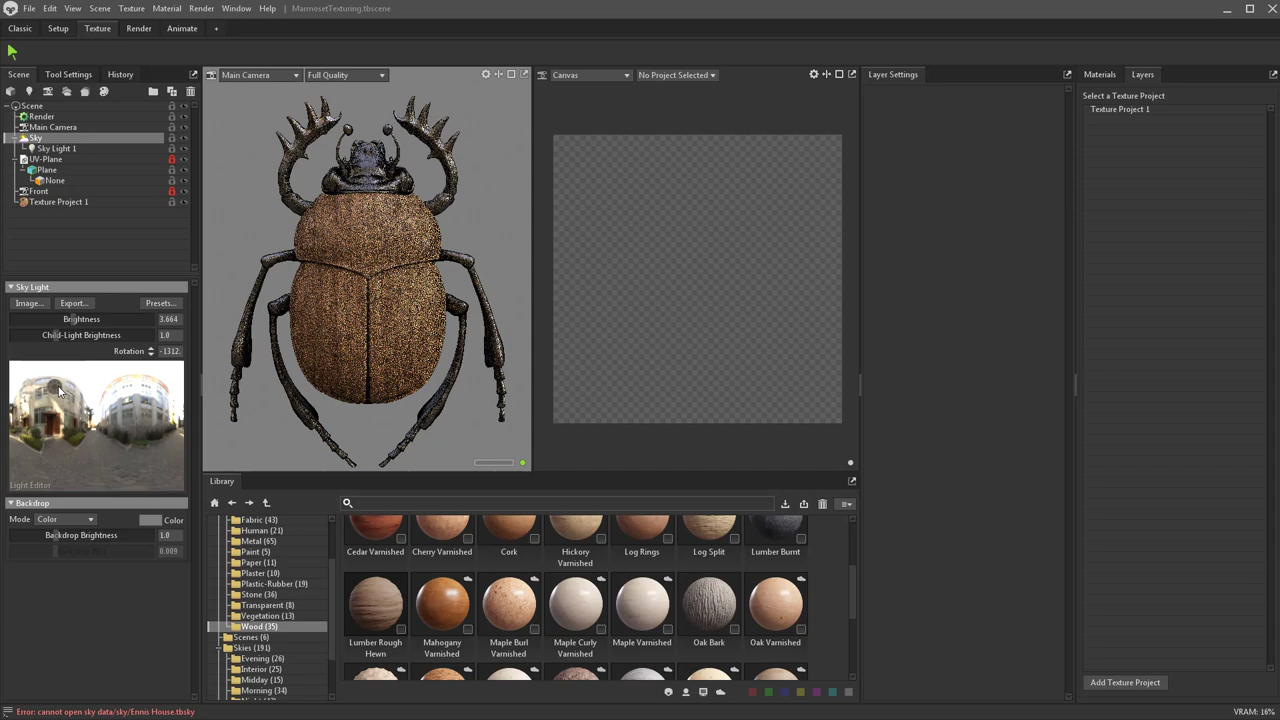 File Edit View Scene Texture Material Render Window Help MarmosetTexturing.tbscene
Classic Setup Texture Render Animate +
Scene Tool Settings History
Main Camera Full Quality
Canvas No Project Selected
Layer Settings
Materials Layers
Select a Texture Project
Texture Project 1
Scene
Render
Main Camera
Sky
Sky Light 1
UV-Plane
Plane
None
Front
Texture Project 1
Sky Light
Image... Export... Presets...
Brightness 3.664
Child-Light Brightness 1.0
Rotation -1312.
Light Editor
Backdrop
Mode Color Color
Backdrop Brightness 1.0
0.009
Library
Fabric (43)
Human (21)
Metal (65)
Paint (5)
Paper (11)
Plaster (10)
Plastic-Rubber (19)
Stone (36)
Transparent (8)
Vegetation (13)
Wood (35)
Scenes (6)
Skies (191)
Evening (26)
Interior (25)
Midday (15)
Morning (34)
Cedar Varnished
Cherry Varnished
Cork
Hickory Varnished
Log Rings
Log Split
Lumber Burnt
Lumber Rough Hewn
Mahogany Varnished
Maple Burl Varnished
Maple Curly Varnished
Maple Varnished
Oak Bark
Oak Varnished
Add Texture Project
Error: cannot open sky data/sky/Ennis House.tbsky
VRAM: 16%